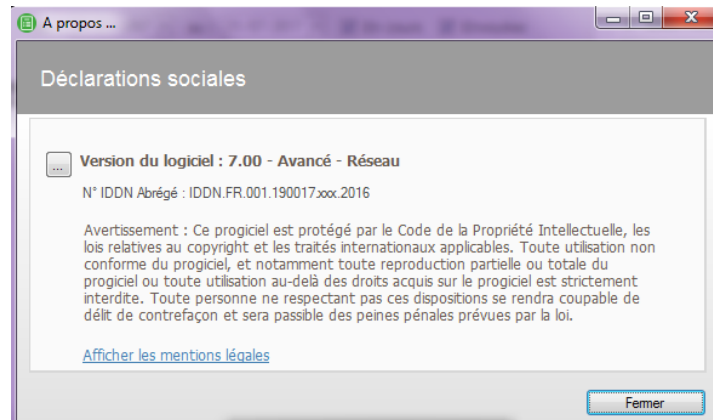 A propos ...
Déclarations sociales
... Version du logiciel : 7.00 - Avancé - Réseau
N° IDDN Abrégé : IDDN.FR.001.190017.xxx.2016
Avertissement : Ce progiciel est protégé par le Code de la Propriété Intellectuelle, les
lois relatives au copyright et les traités internationaux applicables. Toute utilisation non
conforme du progiciel, et notamment toute reproduction partielle ou totale du
progiciel ou toute utilisation au-delà des droits acquis sur le progiciel est strictement
interdite. Toute personne ne respectant pas ces dispositions se rendra coupable de
délit de contrefaçon et sera passible des peines pénales prévues par la loi.
Afficher les mentions légales
Fermer